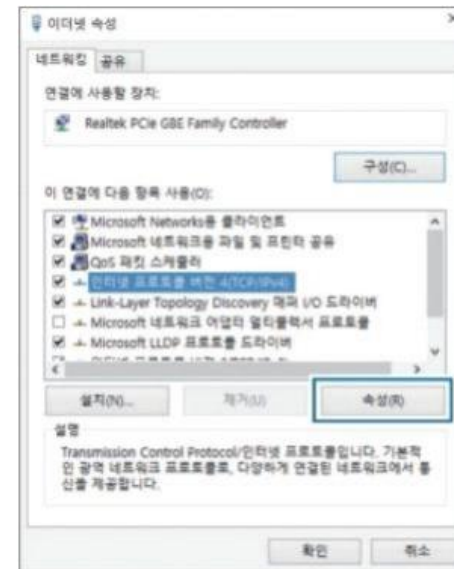 이더넷 속성
네트워킹 공유
연결에 사용할 장치:
Realtek PCIe GBE Family Controller
구성(C)...
이 연결에 다음 항목 사용(O):
Microsoft Networks용 클라이언트
Microsoft 네트워크용 파일 및 프린터 공유
QoS 패킷 스케줄러
인터넷 프로토콜 버전 4(TCP/IPv4)
Link-Layer Topology Discovery 매퍼 I/O 드라이버
Microsoft 네트워크 어댑터 멀티플렉서 프로토콜
Microsoft LLDP 프로토콜 드라이버
설치(N)... 제거(U) 속성(R)
설명
Transmission Control Protocol/인터넷 프로토콜입니다. 기본적
인 광역 네트워크 프로토콜로, 다양하게 연결된 네트워크에서 통
신을 제공합니다.
확인 취소